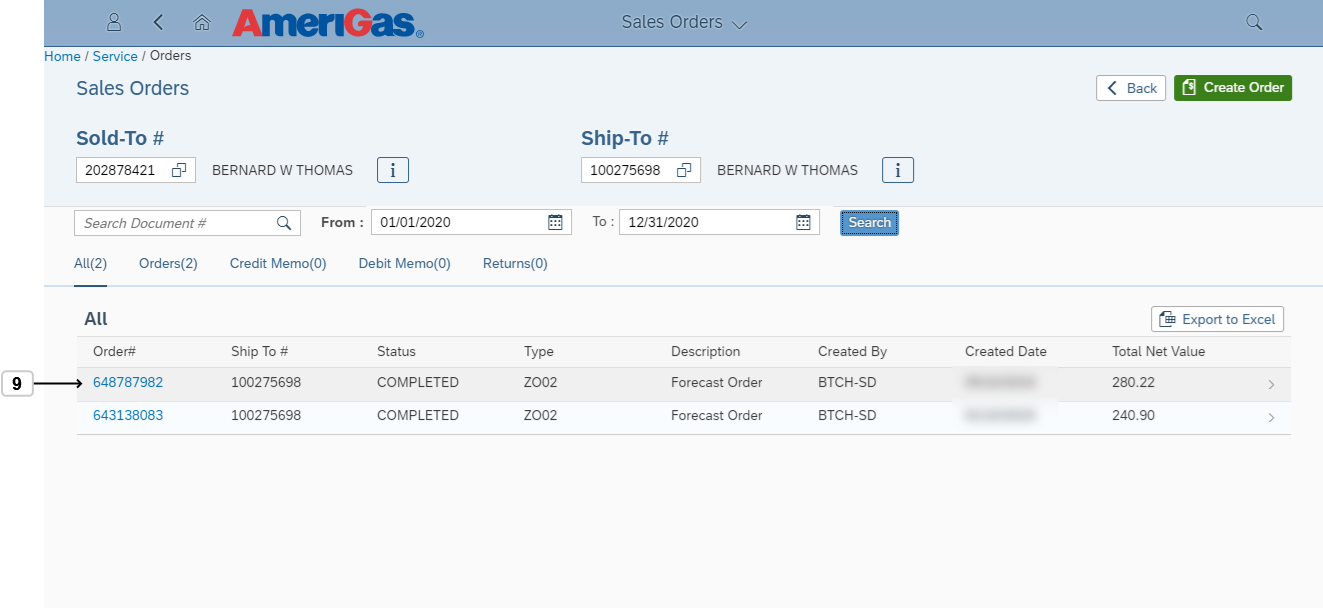 AmeriGas®
Sales Orders
Home / Service / Orders
Sales Orders
Back
Create Order
Sold-To #
Ship-To #
202878421
BERNARD W THOMAS
i
100275698
BERNARD W THOMAS
i
Search Document #
From :
01/01/2020
To :
12/31/2020
Search
All(2)
Orders(2)
Credit Memo(0)
Debit Memo(0)
Returns(0)
All
Export to Excel
Order# Ship To # Status Type Description Created By Created Date Total Net Value
9
648787982 100275698 COMPLETED ZO02 Forecast Order BTCH-SD 280.22
643138083 100275698 COMPLETED ZO02 Forecast Order BTCH-SD 240.90